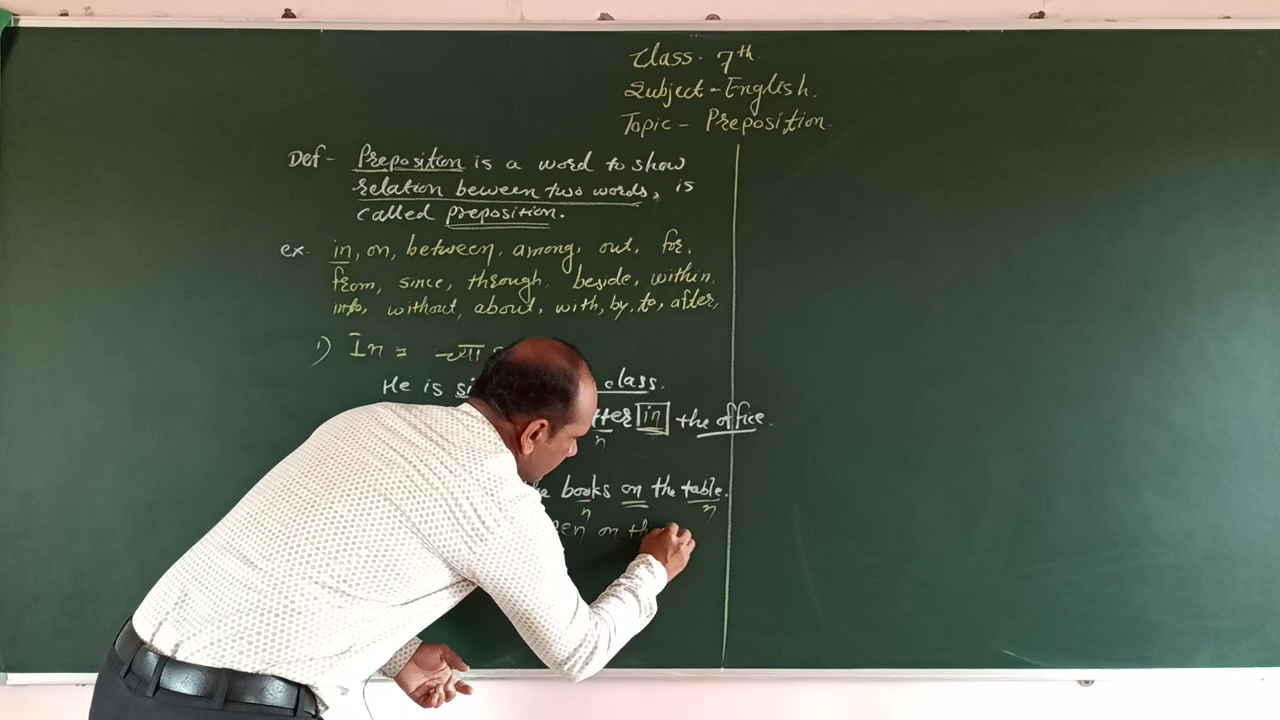 Class. 7th.
Subject - English.
Topic - Preposition.
Def - Preposition is a word to show
relation beween two words, is
called preposition.
ex. in, on, between, among, out, for,
from, since, through, beside, within,
into, without, about, with, by, to, after,
1) In =
He is class.
in the office.
n
books on the table.
n n
on